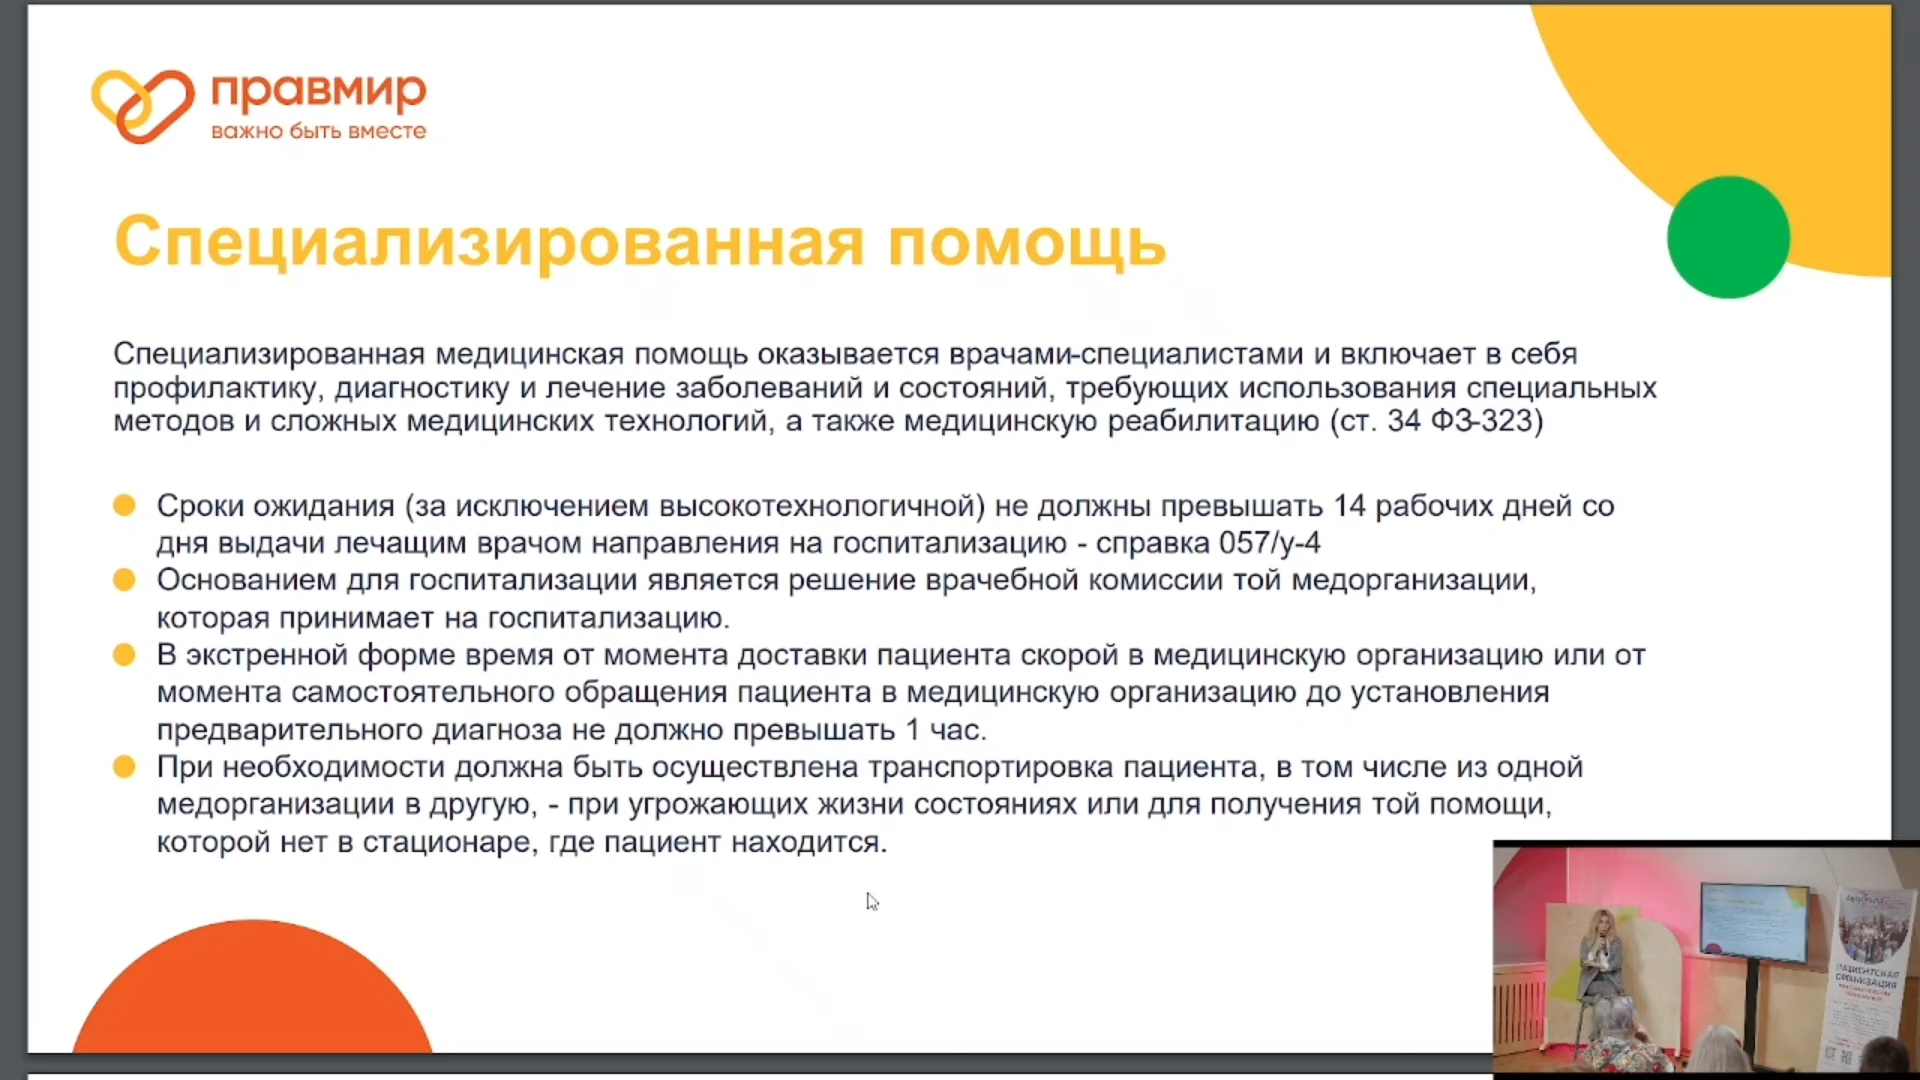 правмир
важно быть вместе
Специализированная помощь
Специализированная медицинская помощь оказывается врачами-специалистами и включает в себя
профилактику, диагностику и лечение заболеваний и состояний, требующих использования специальных
методов и сложных медицинских технологий, а также медицинскую реабилитацию (ст. 34 ФЗ-323)
Сроки ожидания (за исключением высокотехнологичной) не должны превышать 14 рабочих дней со
дня выдачи лечащим врачом направления на госпитализацию - справка 057/у-4
Основанием для госпитализации является решение врачебной комиссии той медорганизации,
которая принимает на госпитализацию.
В экстренной форме время от момента доставки пациента скорой в медицинскую организацию или от
момента самостоятельного обращения пациента в медицинскую организацию до установления
предварительного диагноза не должно превышать 1 час.
При необходимости должна быть осуществлена транспортировка пациента, в том числе из одной
медорганизации в другую, - при угрожающих жизни состояниях или для получения той помощи,
которой нет в стационаре, где пациент находится.
ПАЦИЕНТСКАЯ
ОРГАНИЗАЦИЯ